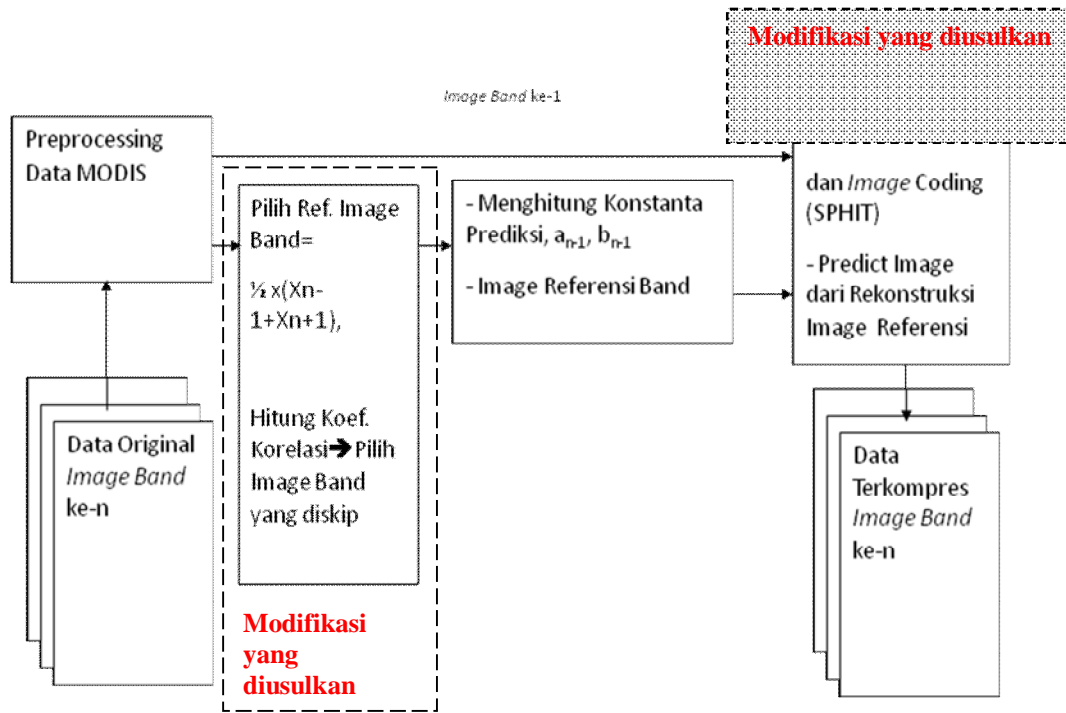 Modifikasi yang diusulkan
Image Band ke-1
Preprocessing
Data MODIS
dan Image Coding
(SPHIT)
- Predict Image
dari Rekonstruksi
Image Referensi
Pilih Ref. Image
Band=
½ x(Xn-
1+Xn+1),
Hitung Koef.
Korelasi➔Pilih
Image Band
yang diskip
- Menghitung Konstanta
Prediksi, an-1, bn-1
- Image Referensi Band
Data Original
Image Band
ke-n
Data
Terkompres
Image Band
ke-n
Modifikasi
yang
diusulkan